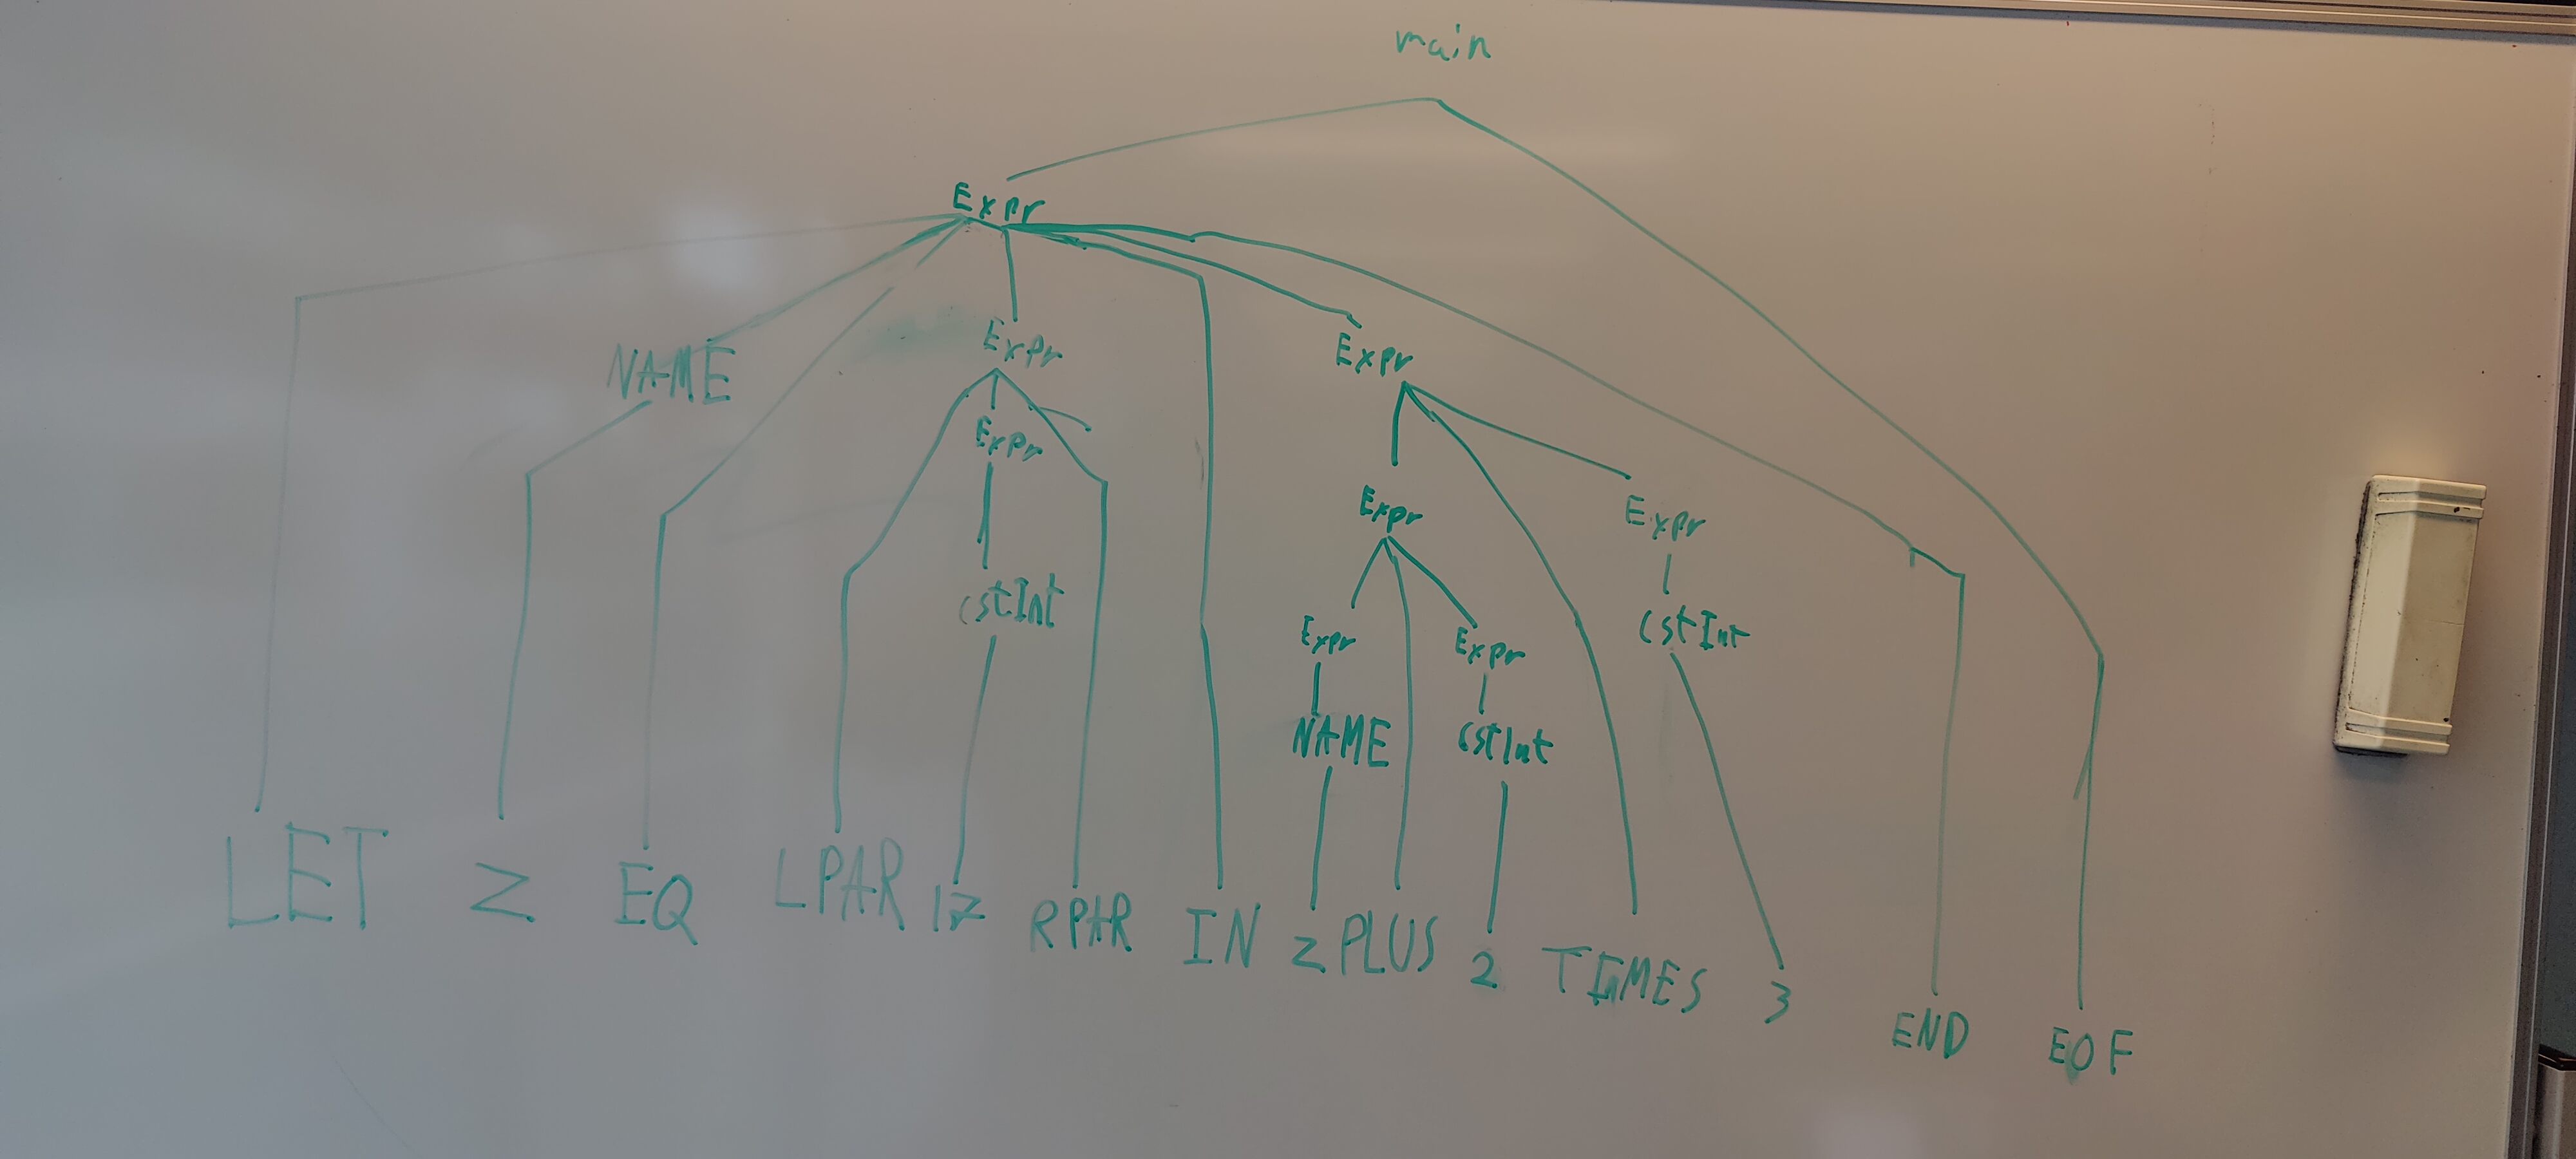 main
Expr
NAME Expr Expr
Expr
Expr Expr
cstInt CstInt
Expr Expr
NAME cstInt
LET z EQ LPAR 17 RPAR IN z PLUS 2 TIMES 3 END EOF